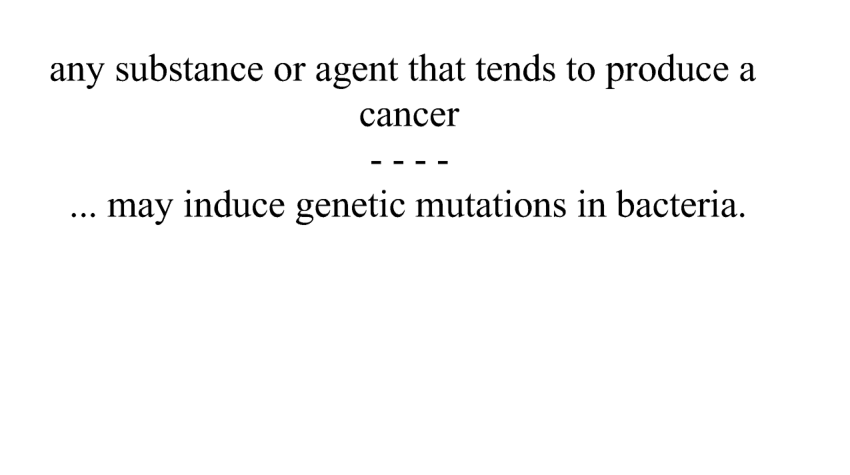 any substance or agent that tends to produce a
cancer
- - - -
... may induce genetic mutations in bacteria.